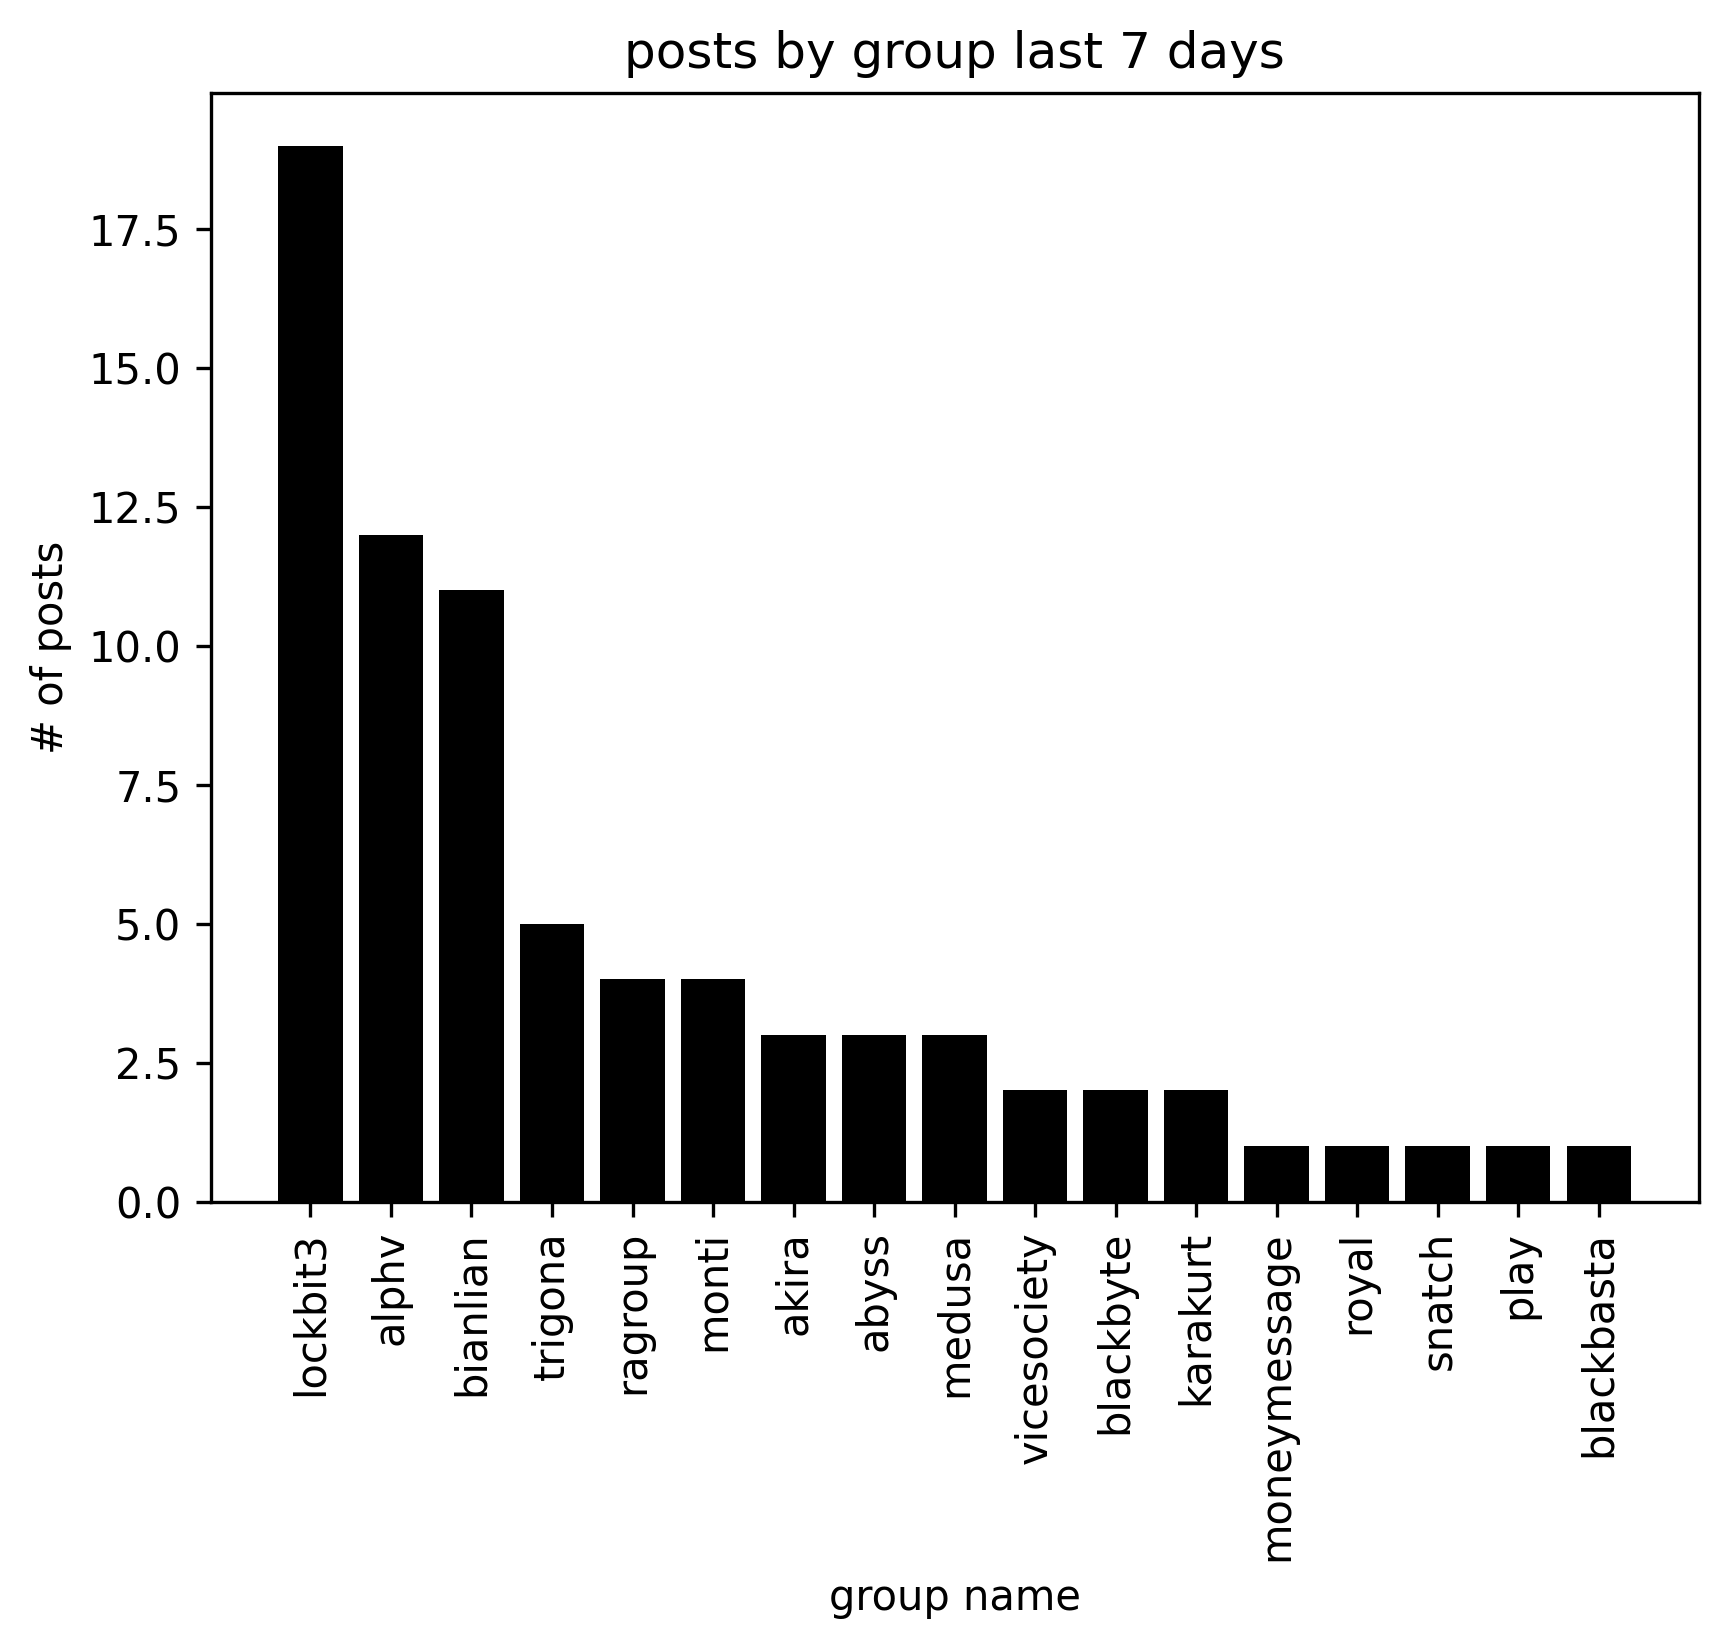 posts by group last 7 days
# of posts
17.5
15.0
12.5
10.0
7.5
5.0
2.5
0.0
lockbit3
alphv
bianlian
trigona
ragroup
monti
akira
abyss
medusa
vicesociety
blackbyte
karakurt
moneymessage
royal
snatch
play
blackbasta
group name